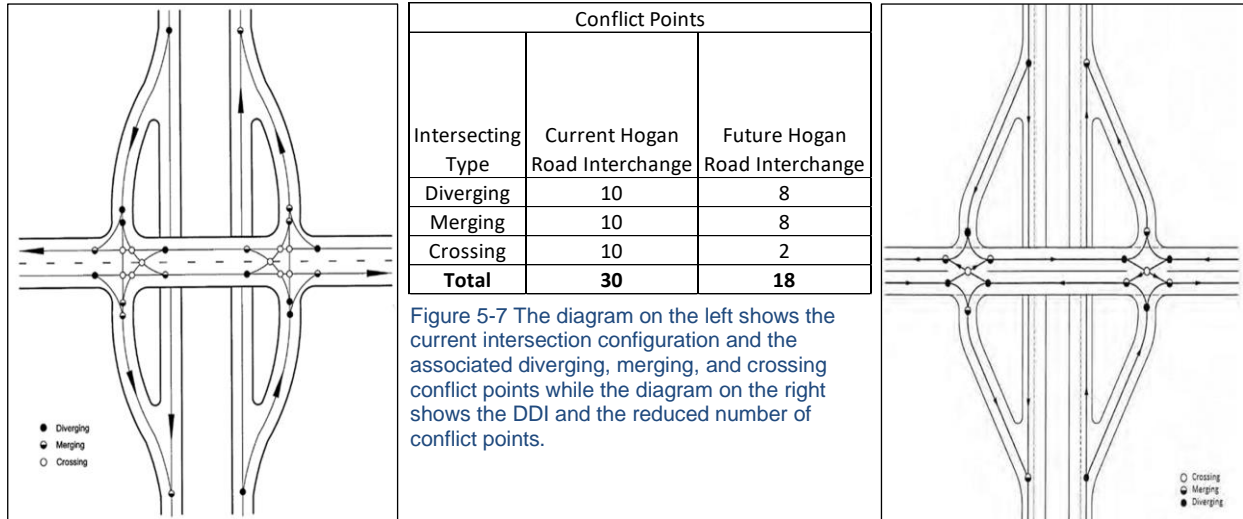 Diverging
Merging
Crossing
Conflict Points
Intersecting Type Current Hogan Road Interchange Future Hogan Road Interchange
Diverging 10 8
Merging 10 8
Crossing 10 2
Total 30 18
Figure 5-7 The diagram on the left shows the
current intersection configuration and the
associated diverging, merging, and crossing
conflict points while the diagram on the right
shows the DDI and the reduced number of
conflict points.
Crossing
Merging
Diverging